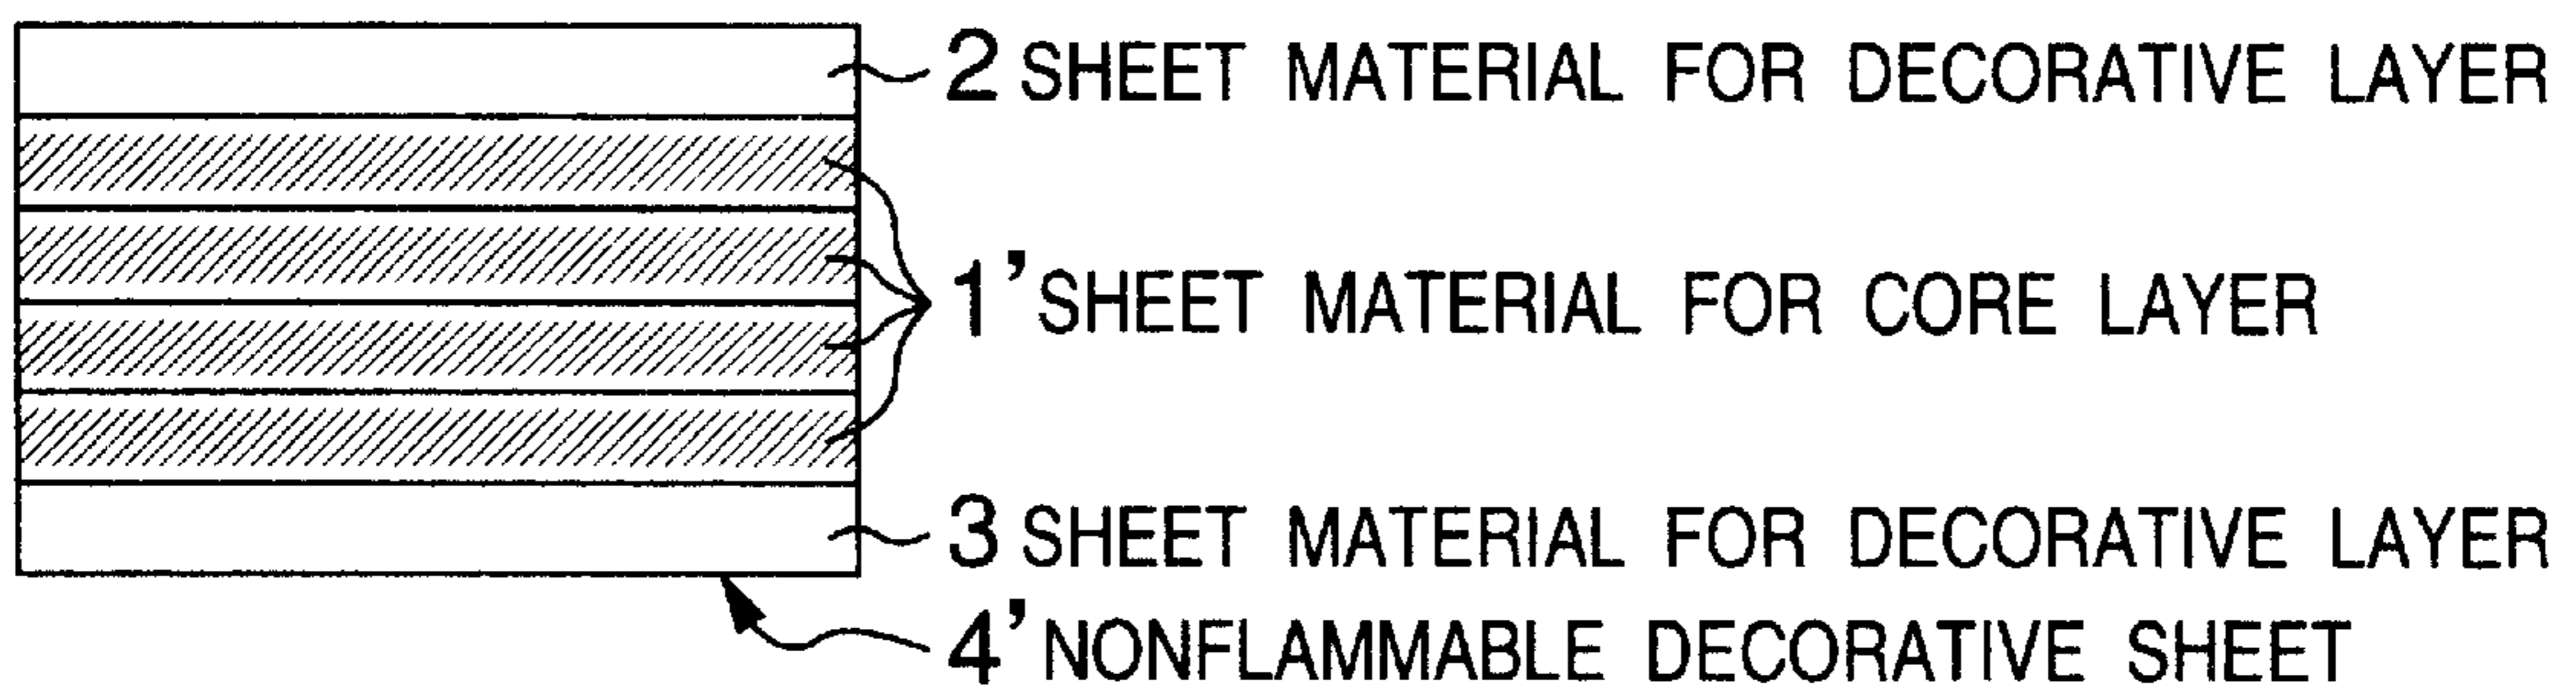 2 SHEET MATERIAL FOR DECORATIVE LAYER
1' SHEET MATERIAL FOR CORE LAYER
3 SHEET MATERIAL FOR DECORATIVE LAYER
4' NONFLAMMABLE DECORATIVE SHEET